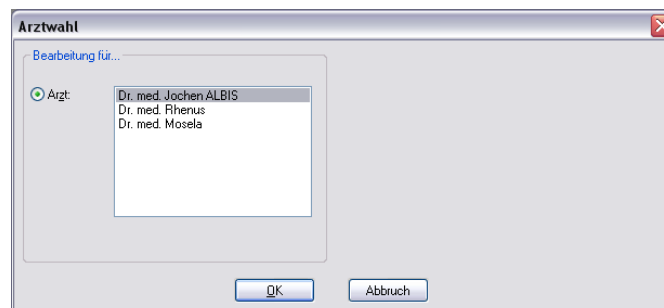 Arztwahl
Bearbeitung für...
Arzt:
Dr. med. Jochen ALBIS
Dr. med. Rhenus
Dr. med. Mosela
OK
Abbruch